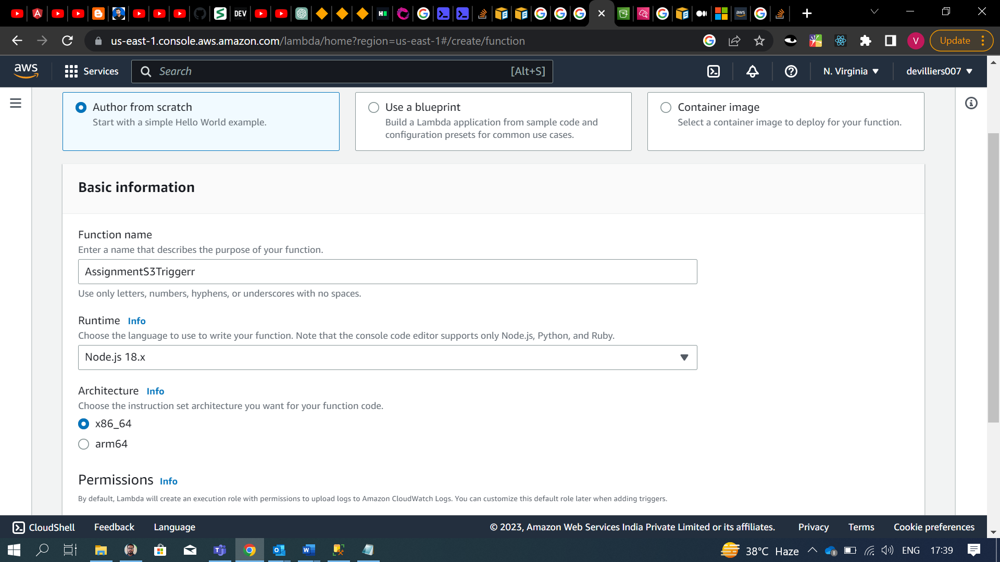 DEV
us-east-1.console.aws.amazon.com/lambda/home?region=us-east-1#/create/function
V
Update
aws
Services
Search
[Alt+S]
N. Virginia
devilliers007
Author from scratch
Start with a simple Hello World example.
Use a blueprint
Build a Lambda application from sample code and
configuration presets for common use cases.
Container image
Select a container image to deploy for your function.
Basic information
Function name
Enter a name that describes the purpose of your function.
AssignmentS3Triggerr
Use only letters, numbers, hyphens, or underscores with no spaces.
Runtime Info
Choose the language to use to write your function. Note that the console code editor supports only Node.js, Python, and Ruby.
Node.js 18.x
Architecture Info
Choose the instruction set architecture you want for your function code.
x86_64
arm64
Permissions Info
By default, Lambda will create an execution role with permissions to upload logs to Amazon CloudWatch Logs. You can customize this default role later when adding triggers.
CloudShell
Feedback
Language
© 2023, Amazon Web Services India Private Limited or its affiliates.
Privacy
Terms
Cookie preferences
38°C Haze
ENG
17:39